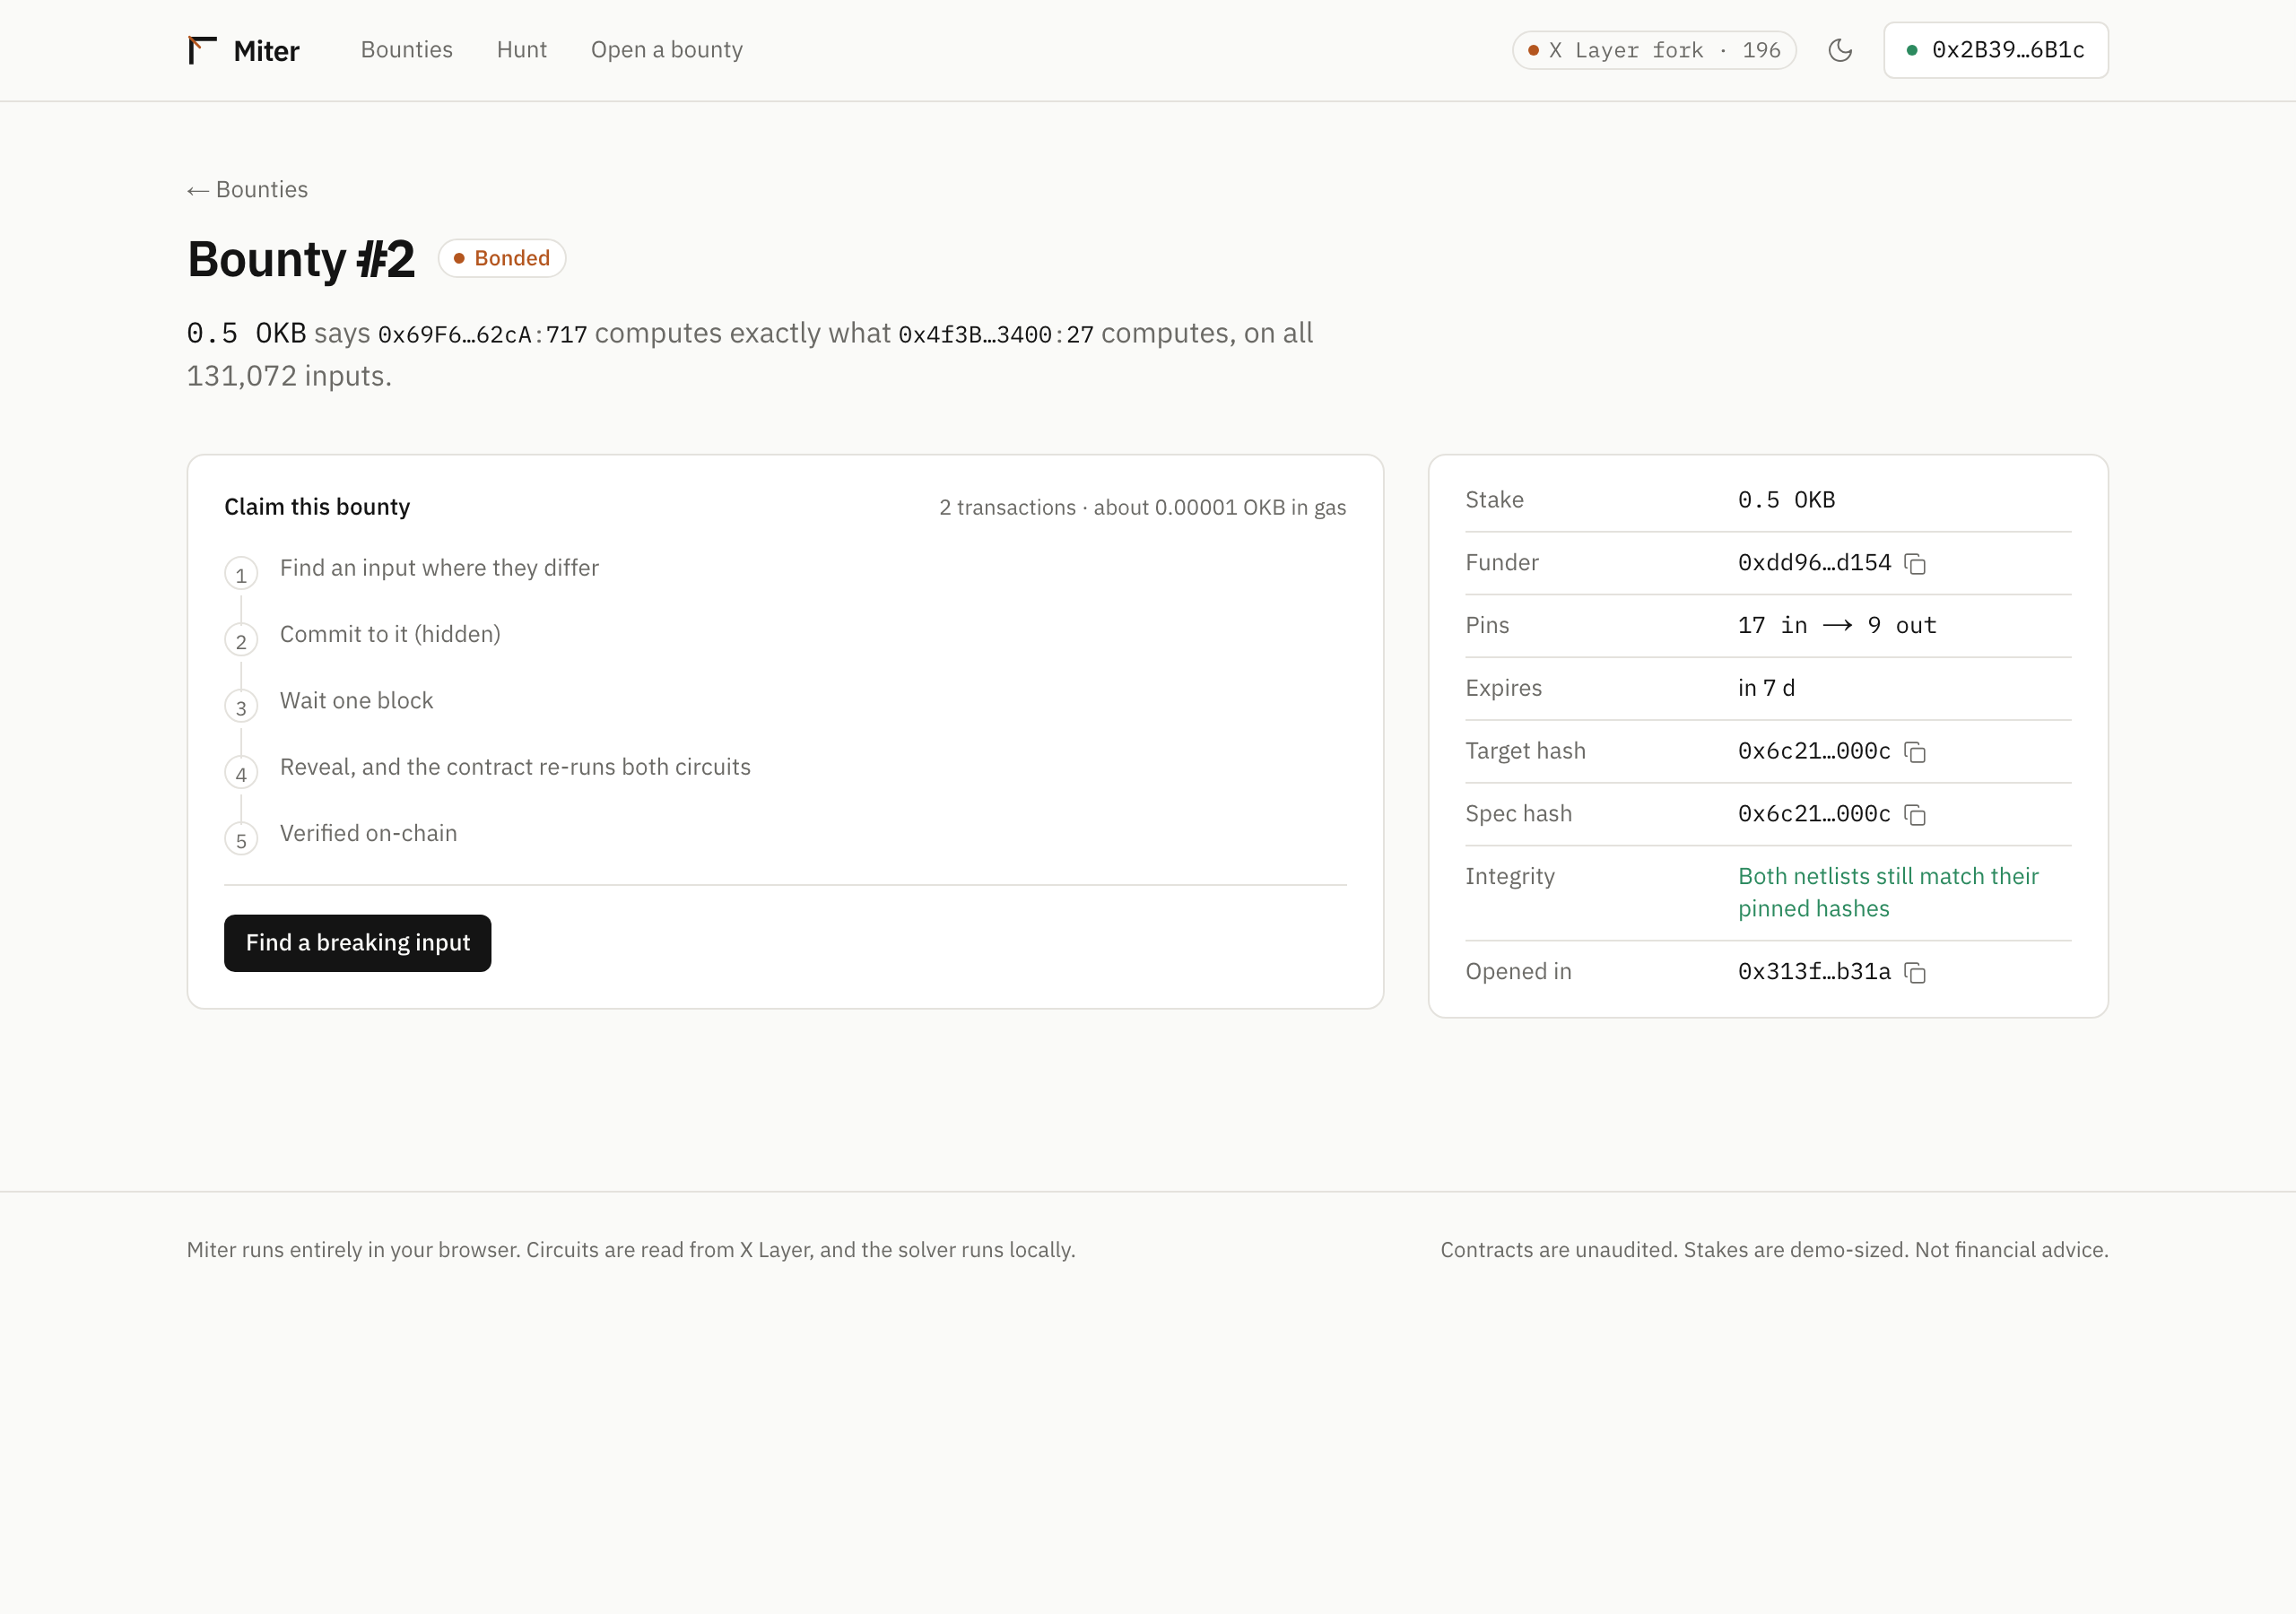 Miter
Bounties
Hunt
Open a bounty
X Layer fork · 196
0x2B39…6B1c
← Bounties
Bounty #2
Bonded
0.5 OKB says 0x69F6…62cA:717 computes exactly what 0x4f3B…3400:27 computes, on all
131,072 inputs.
Claim this bounty
2 transactions · about 0.00001 OKB in gas
1 Find an input where they differ
2 Commit to it (hidden)
3 Wait one block
4 Reveal, and the contract re-runs both circuits
5 Verified on-chain
Find a breaking input
Stake 0.5 OKB
Funder 0xdd96…d154
Pins 17 in → 9 out
Expires in 7 d
Target hash 0x6c21…000c
Spec hash 0x6c21…000c
Integrity Both netlists still match their
pinned hashes
Opened in 0x313f…b31a
Miter runs entirely in your browser. Circuits are read from X Layer, and the solver runs locally.
Contracts are unaudited. Stakes are demo-sized. Not financial advice.